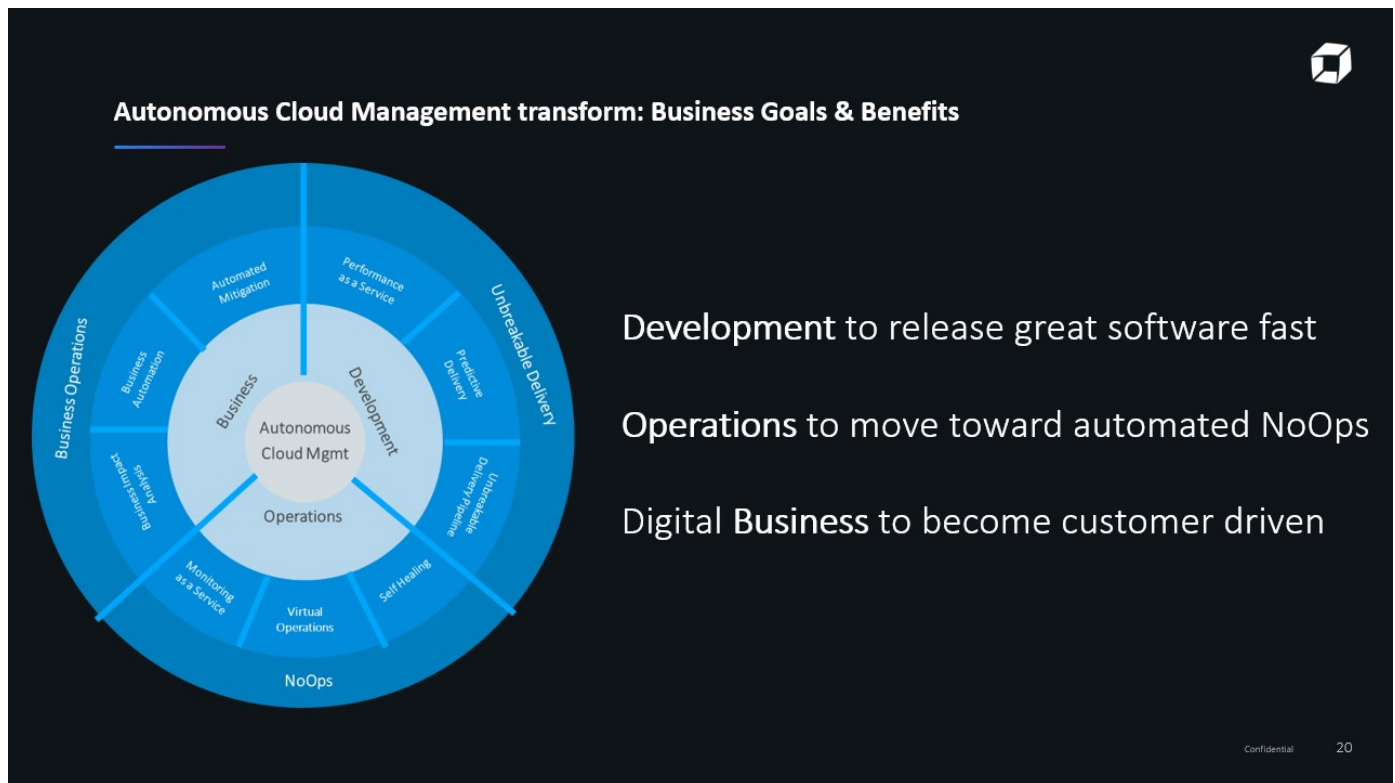 Autonomous Cloud Management transform: Business Goals & Benefits
Business Operations
Unbreakable Delivery
NoOps
Automated
Mitigation
Performance
as a Service
Business
Automation
Predictive
Delivery
Business Impact
Analysis
Unbreakable
Delivery Pipeline
Monitoring
as a Service
Virtual
Operations
Self Healing
Business
Development
Operations
Autonomous
Cloud Mgmt
Development to release great software fast
Operations to move toward automated NoOps
Digital Business to become customer driven
Confidential
20